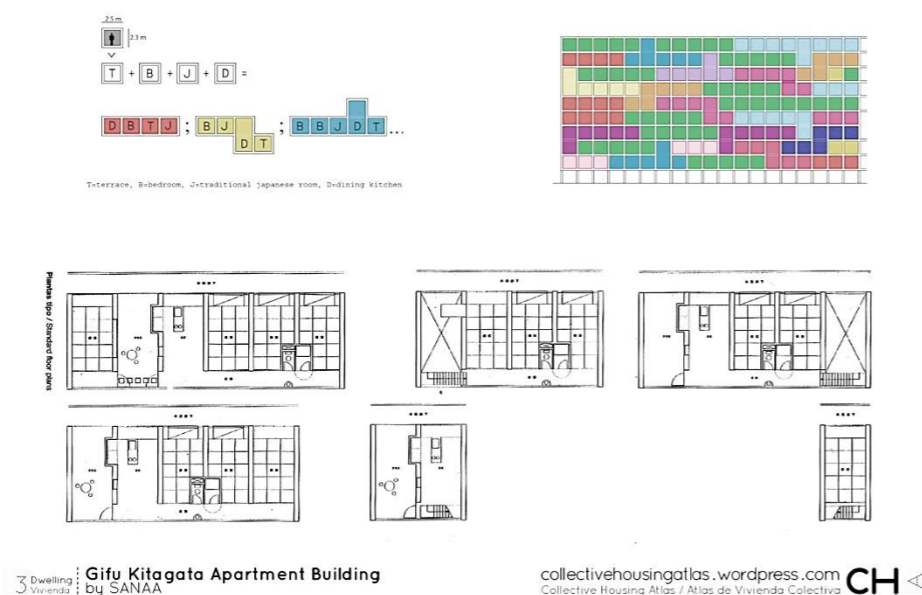 2.5 m
2.3 m
T + B + J + D =
D B T J ; B J D T ; B B J D T ...
T=terrace, B=bedroom, J=traditional japanese room, D=dining kitchen
Plantas tipo / Standard floor plans
3 Dwelling Vivienda
Gifu Kitagata Apartment Building
by SANAA
collectivehousingatlas.wordpress.com
Collective Housing Atlas / Atlas de Vivienda Colectiva
CH